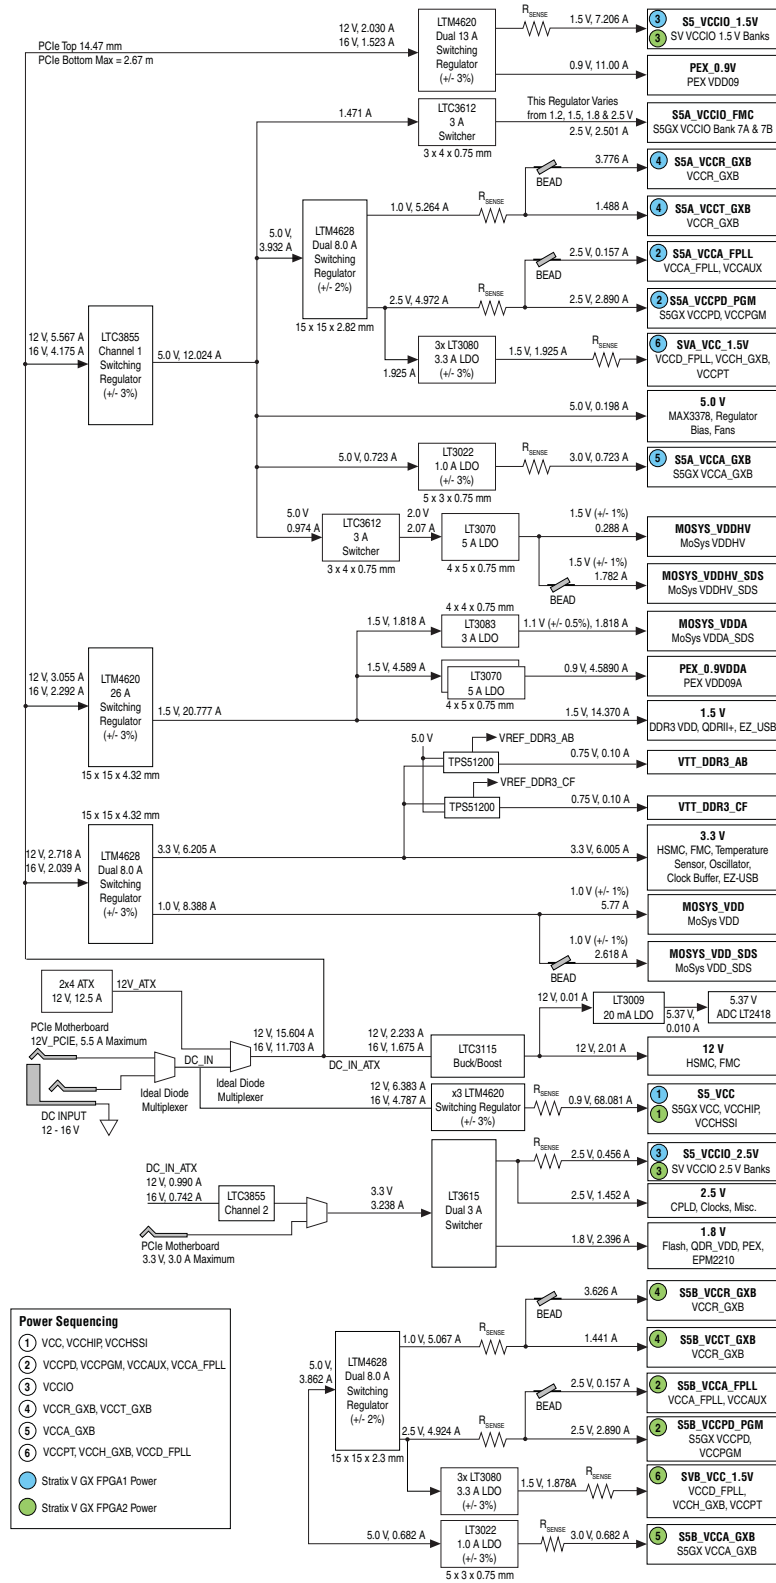 PCIe Top 14.47 mm
PCIe Bottom Max = 2.67 m
12 V, 2.030 A
16 V, 1.523 A
LTM4620
Dual 13 A
Switching
Regulator
(+/- 3%)
RSENSE
1.5 V, 7.206 A
3
3
S5_VCCIO_1.5V
SV VCCIO 1.5 V Banks
0.9 V, 11.00 A
PEX_0.9V
PEX VDD09
1.471 A
LTC3612
3 A
Switcher
3 x 4 x 0.75 mm
This Regulator Varies
from 1.2, 1.5, 1.8 & 2.5 V
2.5 V, 2.501 A
S5A_VCCIO_FMC
S5GX VCCIO Bank 7A & 7B
5.0 V,
3.932 A
LTM4628
Dual 8.0 A
Switching
Regulator
(+/- 2%)
15 x 15 x 2.82 mm
1.0 V, 5.264 A
RSENSE
BEAD
3.776 A
4
S5A_VCCR_GXB
VCCR_GXB
1.488 A
4
S5A_VCCT_GXB
VCCR_GXB
2.5 V, 4.972 A
RSENSE
BEAD
2.5 V, 0.157 A
2
S5A_VCCA_FPLL
VCCA_FPLL, VCCAUX
2.5 V, 2.890 A
2
S5A_VCCPD_PGM
S5GX VCCPD, VCCPGM
1.925 A
3x LT3080
3.3 A LDO
(+/- 3%)
1.5 V, 1.925 A
RSENSE
6
SVA_VCC_1.5V
VCCD_FPLL, VCCH_GXB,
VCCPT
12 V, 5.567 A
16 V, 4.175 A
LTC3855
Channel 1
Switching
Regulator
(+/- 3%)
5.0 V, 12.024 A
5.0 V, 0.198 A
5.0 V
MAX3378, Regulator
Bias, Fans
5.0 V, 0.723 A
LT3022
1.0 A LDO
(+/- 3%)
5 x 3 x 0.75 mm
RSENSE
3.0 V, 0.723 A
5
S5A_VCCA_GXB
S5GX VCCA_GXB
5.0 V
0.974 A
LTC3612
3 A
Switcher
3 x 4 x 0.75 mm
2.0 V
2.07 A
LT3070
5 A LDO
4 x 5 x 0.75 mm
1.5 V (+/- 1%)
0.288 A
MOSYS_VDDHV
MoSys VDDHV
1.5 V (+/- 1%)
1.782 A
BEAD
MOSYS_VDDHV_SDS
MoSys VDDHV_SDS
4 x 4 x 0.75 mm
1.5 V, 1.818 A
LT3083
3 A LDO
1.1 V (+/- 0.5%), 1.818 A
MOSYS_VDDA
MoSys VDDA_SDS
12 V, 3.055 A
16 V, 2.292 A
LTM4620
26 A
Switching
Regulator
(+/- 3%)
15 x 15 x 4.32 mm
1.5 V, 20.777 A
1.5 V, 4.589 A
LT3070
5 A LDO
4 x 5 x 0.75 mm
0.9 V, 4.5890 A
PEX_0.9VDDA
PEX VDD09A
1.5 V, 14.370 A
1.5 V
DDR3 VDD, QDRII+, EZ_USB
5.0 V
VREF_DDR3_AB
TPS51200
0.75 V, 0.10 A
VTT_DDR3_AB
VREF_DDR3_CF
TPS51200
0.75 V, 0.10 A
VTT_DDR3_CF
15 x 15 x 4.32 mm
12 V, 2.718 A
16 V, 2.039 A
LTM4628
Dual 8.0 A
Switching
Regulator
(+/- 3%)
3.3 V, 6.205 A
3.3 V, 6.005 A
3.3 V
HSMC, FMC, Temperature
Sensor, Oscillator,
Clock Buffer, EZ-USB
1.0 V, 8.388 A
1.0 V (+/- 1%)
5.77 A
MOSYS_VDD
MoSys VDD
1.0 V (+/- 1%)
2.618 A
BEAD
MOSYS_VDD_SDS
MoSys VDD_SDS
2x4 ATX
12 V, 12.5 A
12V_ATX
PCIe Motherboard
12V_PCIE, 5.5 A Maximum
DC_IN
DC INPUT
12 - 16 V
Ideal Diode
Multiplexer
Ideal Diode
Multiplexer
12 V, 15.604 A
16 V, 11.703 A
DC_IN_ATX
12 V, 2.233 A
16 V, 1.675 A
LTC3115
Buck/Boost
12 V, 0.01 A
LT3009
20 mA LDO
5.37 V,
0.010 A
5.37 V
ADC LT2418
12 V, 2.01 A
12 V
HSMC, FMC
12 V, 6.383 A
16 V, 4.787 A
x3 LTM4620
Switching Regulator
(+/- 3%)
RSENSE
0.9 V, 68.081 A
1
1
S5_VCC
S5GX VCC, VCCHIP,
VCCHSSI
DC_IN_ATX
12 V, 0.990 A
16 V, 0.742 A
LTC3855
Channel 2
PCIe Motherboard
3.3 V, 3.0 A Maximum
3.3 V
3.238 A
LT3615
Dual 3 A
Switcher
RSENSE
2.5 V, 0.456 A
3
3
S5_VCCIO_2.5V
SV VCCIO 2.5 V Banks
2.5 V, 1.452 A
2.5 V
CPLD, Clocks, Misc.
1.8 V, 2.396 A
1.8 V
Flash, QDR_VDD, PEX,
EPM2210
Power Sequencing
1 VCC, VCCHIP, VCCHSSI
2 VCCPD, VCCPGM, VCCAUX, VCCA_FPLL
3 VCCIO
4 VCCR_GXB, VCCT_GXB
5 VCCA_GXB
6 VCCPT, VCCH_GXB, VCCD_FPLL
Stratix V GX FPGA1 Power
Stratix V GX FPGA2 Power
5.0 V,
3.862 A
LTM4628
Dual 8.0 A
Switching
Regulator
(+/- 2%)
15 x 15 x 2.3 mm
1.0 V, 5.067 A
RSENSE
BEAD
3.626 A
4
S5B_VCCR_GXB
VCCR_GXB
1.441 A
4
S5B_VCCT_GXB
VCCR_GXB
2.5 V, 4.924 A
RSENSE
BEAD
2.5 V, 0.157 A
2
S5B_VCCA_FPLL
VCCA_FPLL, VCCAUX
2.5 V, 2.890 A
2
S5B_VCCPD_PGM
S5GX VCCPD,
VCCPGM
3x LT3080
3.3 A LDO
(+/- 3%)
1.5 V, 1.878A
RSENSE
6
SVB_VCC_1.5V
VCCD_FPLL,
VCCH_GXB, VCCPT
5.0 V, 0.682 A
LT3022
1.0 A LDO
(+/- 3%)
5 x 3 x 0.75 mm
RSENSE
3.0 V, 0.682 A
5
S5B_VCCA_GXB
S5GX VCCA_GXB